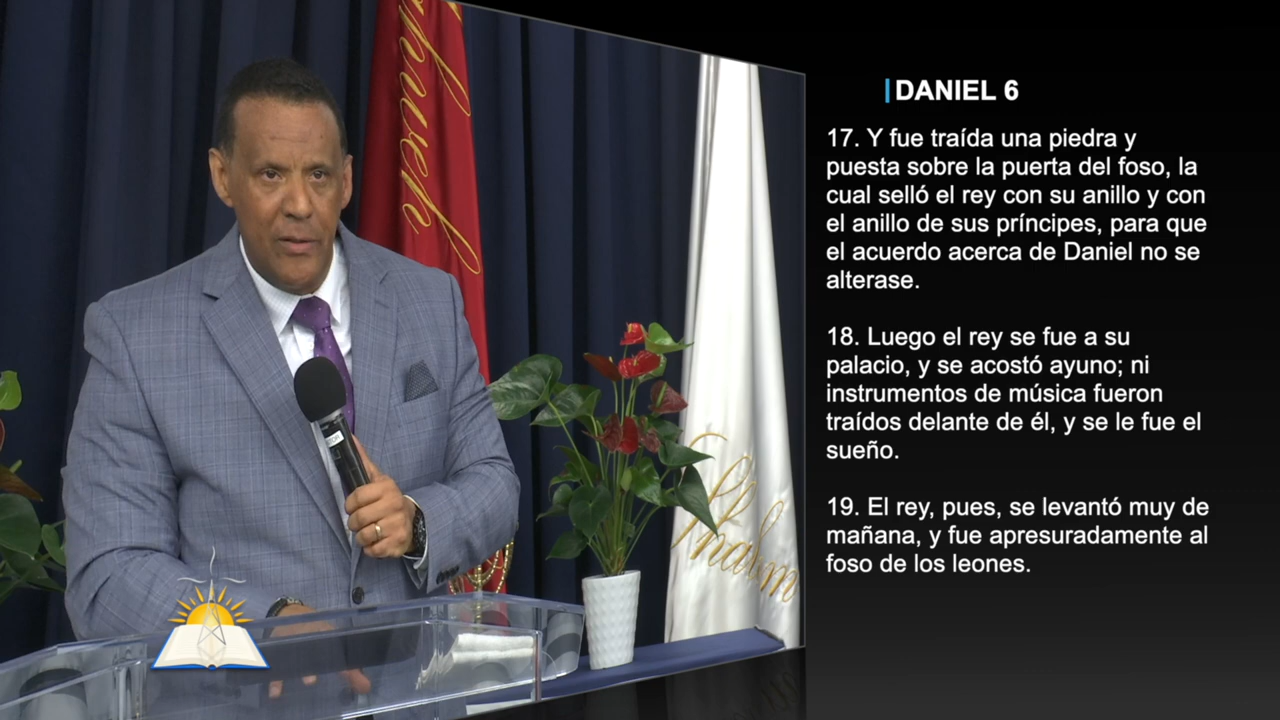 DANIEL 6
17. Y fue traída una piedra y
puesta sobre la puerta del foso, la
cual selló el rey con su anillo y con
el anillo de sus príncipes, para que
el acuerdo acerca de Daniel no se
alterase.
18. Luego el rey se fue a su
palacio, y se acostó ayuno; ni
instrumentos de música fueron
traídos delante de él, y se le fue el
sueño.
19. El rey, pues, se levantó muy de
mañana, y fue apresuradamente al
foso de los leones.